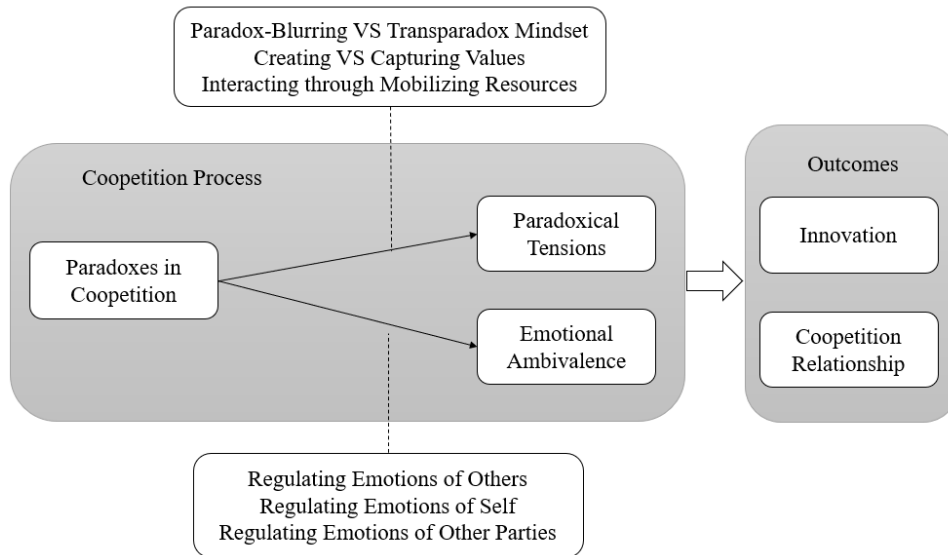 Paradox-Blurring VS Transparadox Mindset
Creating VS Capturing Values
Interacting through Mobilizing Resources
Coopetition Process
Outcomes
Paradoxes in
Coopetition
Paradoxical
Tensions
Emotional
Ambivalence
Innovation
Coopetition
Relationship
Regulating Emotions of Others
Regulating Emotions of Self
Regulating Emotions of Other Parties